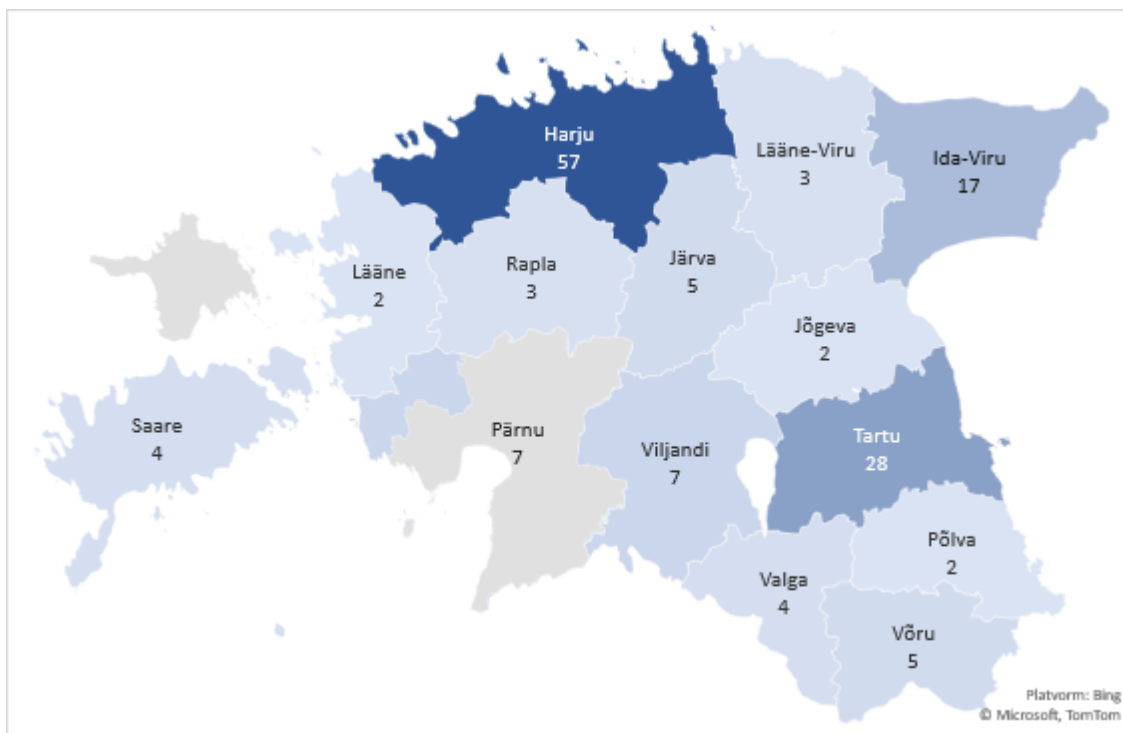 Harju
57
Lääne-Viru
3
Ida-Viru
17
Lääne
2
Rapla
3
Järva
5
Jõgeva
2
Saare
4
Pärnu
7
Viljandi
7
Tartu
28
Põlva
2
Valga
4
Võru
5
Platvorm: Bing
© Microsoft, TomTom